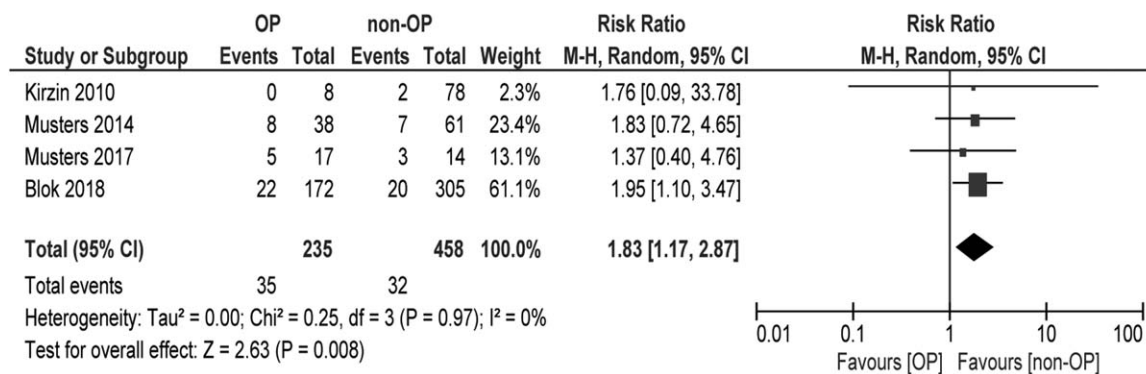 OP non-OP Risk Ratio Risk Ratio
Study or Subgroup Events Total Events Total Weight M-H, Random, 95% CI M-H, Random, 95% CI
Kirzin 2010 0 8 2 78 2.3% 1.76 [0.09, 33.78]
Musters 2014 8 38 7 61 23.4% 1.83 [0.72, 4.65]
Musters 2017 5 17 3 14 13.1% 1.37 [0.40, 4.76]
Blok 2018 22 172 20 305 61.1% 1.95 [1.10, 3.47]
Total (95% CI) 235 458 100.0% 1.83 [1.17, 2.87]
Total events 35 32
Heterogeneity: Tau² = 0.00; Chi² = 0.25, df = 3 (P = 0.97); I² = 0%
Test for overall effect: Z = 2.63 (P = 0.008)
0.01 0.1 1 10 100
Favours [OP] Favours [non-OP]